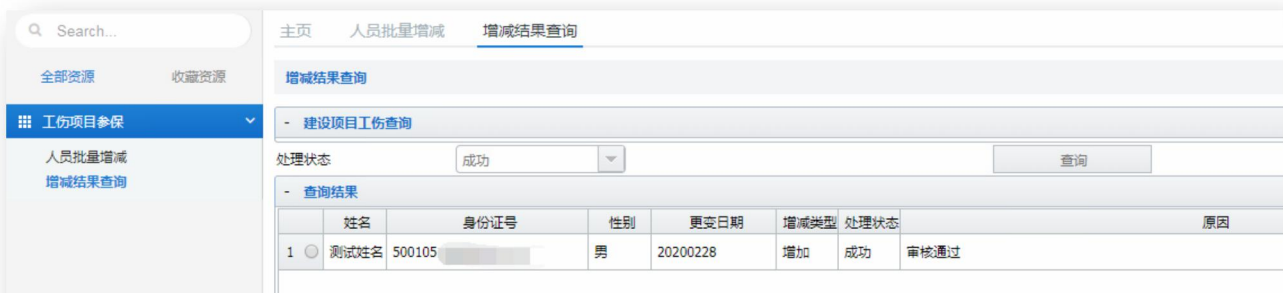 Search...
主页 人员批量增减 增减结果查询
全部资源 收藏资源
增减结果查询
工伤项目参保
- 建设项目工伤查询
人员批量增减
处理状态 成功 查询
增减结果查询
- 查询结果
姓名 身份证号 性别 更变日期 增减类型 处理状态 原因
1 测试姓名 500105 男 20200228 增加 成功 审核通过